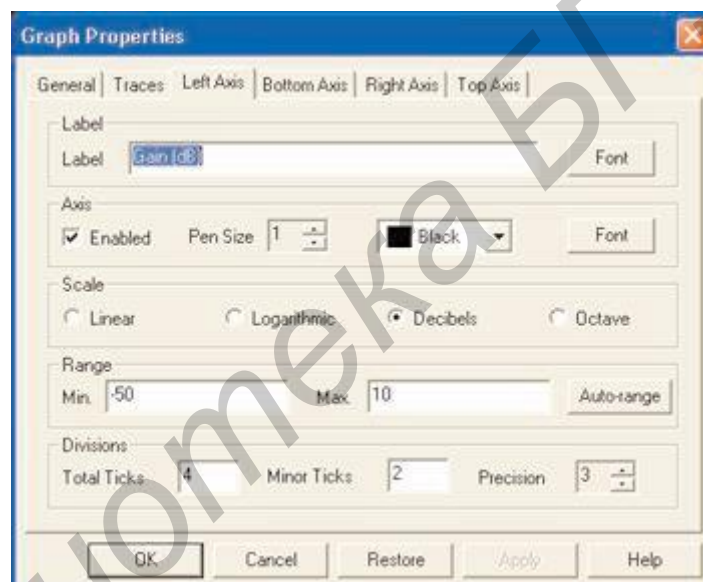 Graph Properties
General Traces Left Axis Bottom Axis Right Axis Top Axis
Label
Label Gain (dB) Font
Axis
Enabled Pen Size 1 Black Font
Scale
Linear Logarithmic Decibels Octave
Range
Min. -50 Max 10 Auto-range
Divisions
Total Ticks 4 Minor Ticks 2 Precision 3
OK Cancel Restore Apply Help